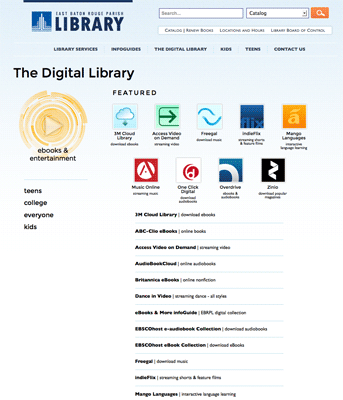 EAST BATON ROUGE PARISH
LIBRARY
Search...
Catalog
CATALOG | RENEW BOOKS LOCATIONS AND HOURS LIBRARY BOARD OF CONTROL
LIBRARY SERVICES INFOGUIDES THE DIGITAL LIBRARY KIDS TEENS CONTACT US
The Digital Library
FEATURED
ebooks &
entertainment
3M Cloud
Library
download ebooks
Access Video
on Demand
streaming video
Freegal
download music
indieFlix
streaming shorts
& feature films
Mango
Languages
interactive
language learning
Music Online
streaming music
One Click
Digital
download
audiobooks
Overdrive
ebooks &
audiobooks
Zinio
download popular
magazines
teens
college
everyone
kids
3M Cloud Library | download ebooks
ABC-Clio eBooks | online books
Access Video on Demand | streaming video
AudioBookCloud | online audiobooks
Britannica eBooks | online nonfiction
Dance in Video | streaming dance - all styles
eBooks & More infoGuide | EBRPL digital collection
EBSCOhost e-audiobook Collection | download audiobooks
EBSCOhost eBook Collection | download eBooks
Freegal | download music
indieFlix | streaming shorts & feature films
Mango Languages | interactive language learning